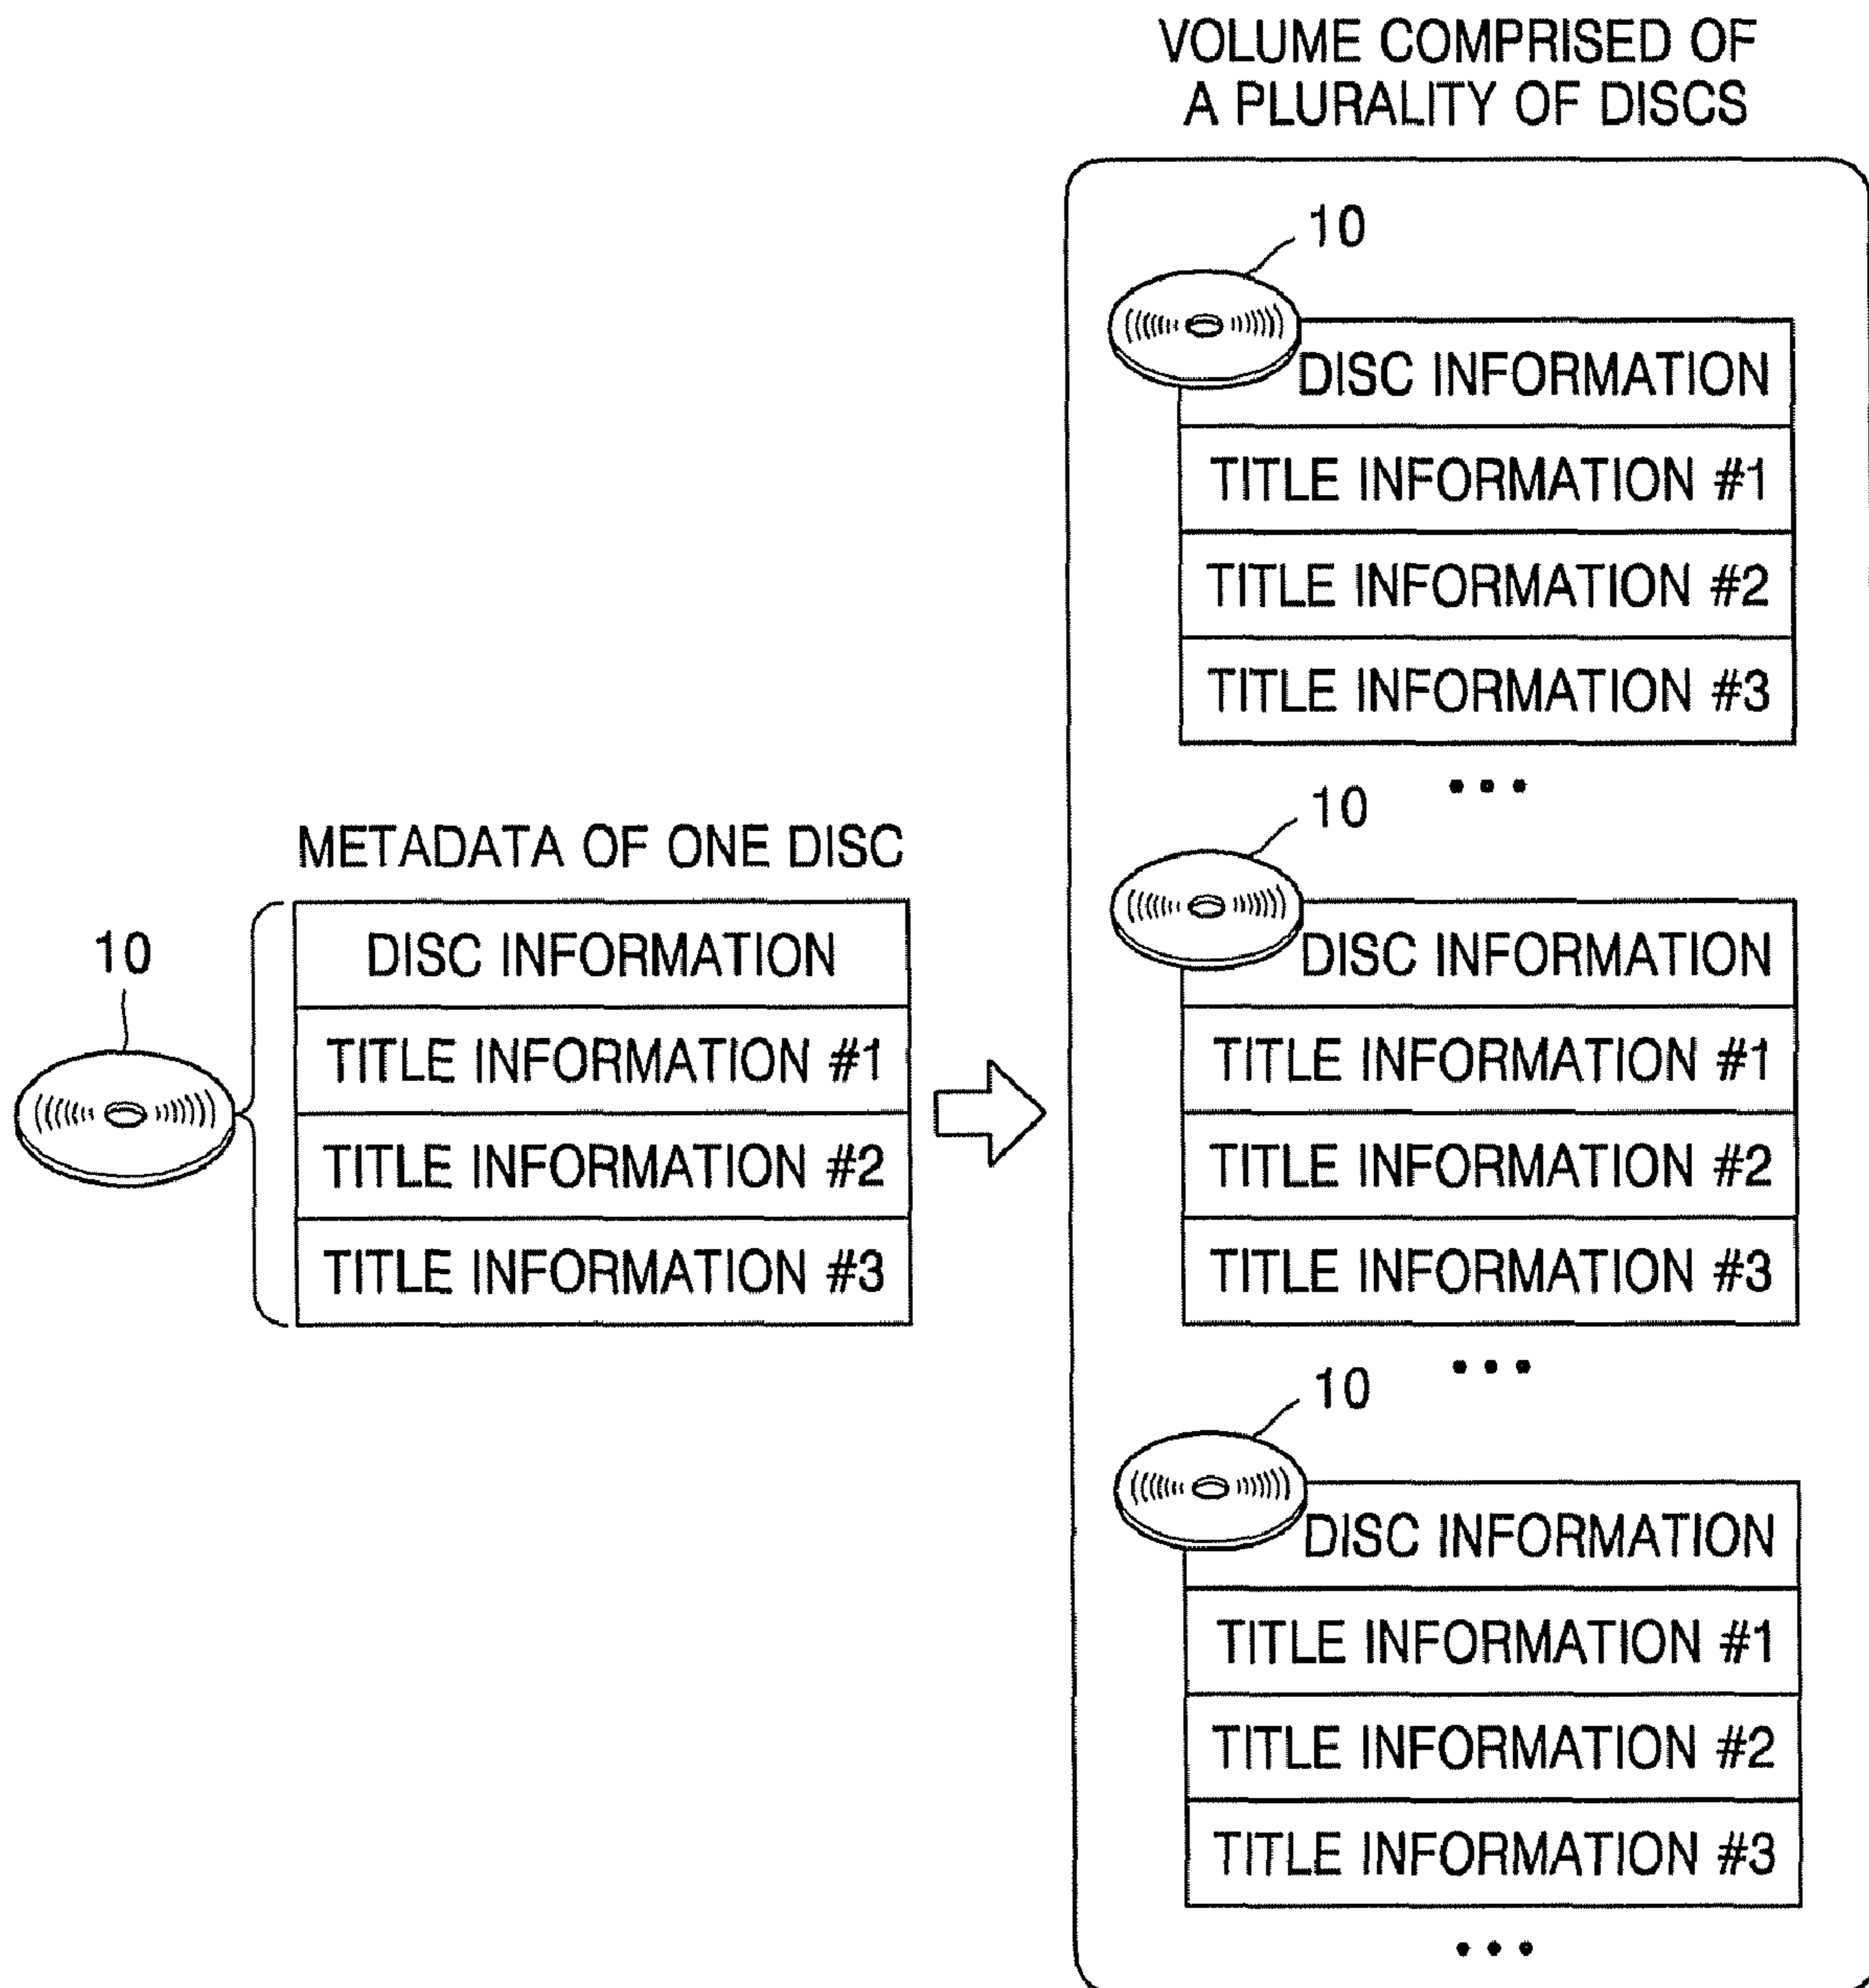 VOLUME COMPRISED OF
A PLURALITY OF DISCS
10
DISC INFORMATION
TITLE INFORMATION #1
TITLE INFORMATION #2
TITLE INFORMATION #3
...
10
DISC INFORMATION
TITLE INFORMATION #1
TITLE INFORMATION #2
TITLE INFORMATION #3
...
10
DISC INFORMATION
TITLE INFORMATION #1
TITLE INFORMATION #2
TITLE INFORMATION #3
...
METADATA OF ONE DISC
10
DISC INFORMATION
TITLE INFORMATION #1
TITLE INFORMATION #2
TITLE INFORMATION #3